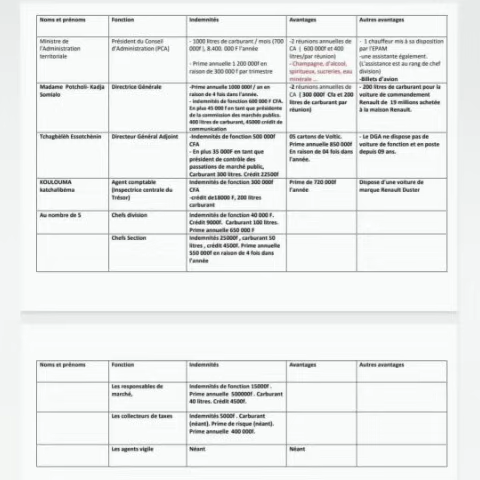 Noms et prénoms Fonction Indemnités Avantages Autres avantages
Ministre de l'Administration territoriale
Président du Conseil d'Administration (PCA)
- 1000 litres de carburant / mois (700 000f ), 8.400. 000 F l'année
- Prime annuelle 1 200 000f en raison de 300 000 f par trimestre
-2 réunions annuelles de CA ( 600 000f et 400 litres/par réunion)
- Champagne, d'alcool, spiritueux, sucreries, eau minérale ...
- 1 chauffeur mis à sa disposition par l'EPAM
-une assistante également. (L'assistance est au rang de chef division)
-Billets d'avion
Madame Potcholi- Kadja Somialo
Directrice Générale
-Prime annuelle 1000 000f / an en raison de 4 fois dans l'année.
- Indemnités de fonction 600 000 F CFA. En plus 45 000 f en tant que présidente de la commission des marchés publics. 400 litres de carburant, 45000 crédit de communication
-2 réunions annuelles de CA ( 300 000f Cfa et 200 litres de carburant par réunion)
- 200 litres de carburant pour la voiture de commandement Renault de 19 millions achetée à la maison Renault.
Tchagbélèh Essotchénin
Directeur Général Adjoint
-Indemnités de fonction 500 000 CFA
- En plus 35 000F en tant que président de contrôle des passations de marché public, Carburant 300 litres. Crédit 22500f
05 cartons de Voltic. Prime annuelle 850 000f En raison de 04 fois dans l'année.
- Le DGA ne dispose pas de voiture de fonction et en poste depuis 09 ans.
KOULOUMA Katchalibèna
Agent comptable (Inspectrice centrale du Trésor)
Indemnités de fonction 300 000 CFA
-crédit de18000 F, 200 litres carburant
Prime de 720 000f l'année
Dispose d'une voiture de marque Renault Duster
Au nombre de 5
Chefs division
Indemnités de fonction 40 000 F. Crédit 9000f. Carburant 100 litres. Prime annuelle 650 000 F
Chefs Section
Indemnités 25000f , carburant 50 litres , crédit 4500f. Prime annuelle 550 000f en raison de 4 fois dans l'année
Noms et prénoms Fonction Indemnités Avantages Autres avantages
Les responsables de marché,
Indemnités de fonction 15000f . Prime annuelle 500000f . Carburant 40 litres. Crédit 4500f.
Les collecteurs de taxes
Indemnités 5000f . Carburant (néant). Prime de risque (néant). Prime annuelle 400 000f.
Les agents vigile Néant Néant